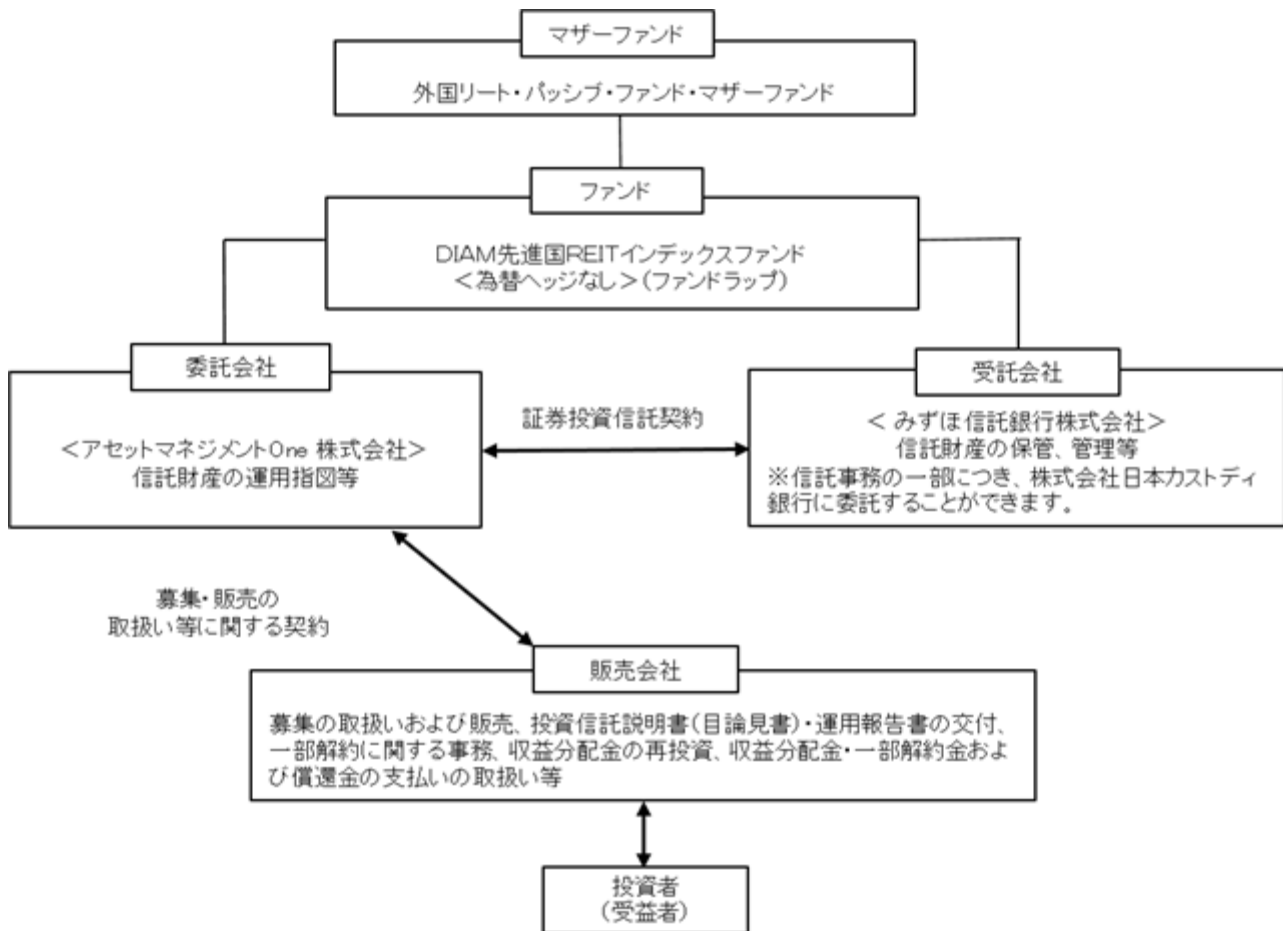 マザーファンド
外国リート・パッシブ・ファンド・マザーファンド
ファンド
DIAM先進国REITインデックスファンド
<為替ヘッジなし>(ファンドラップ)
委託会社
<アセットマネジメントOne 株式会社>
信託財産の運用指図等
証券投資信託契約
受託会社
< みずほ信託銀行株式会社>
信託財産の保管、管理等
※信託事務の一部につき、株式会社日本カストディ
銀行に委託することができます。
募集・販売の
取扱い等に関する契約
販売会社
募集の取扱いおよび販売、投資信託説明書(目論見書)・運用報告書の交付、
一部解約に関する事務、収益分配金の再投資、収益分配金・一部解約金およ
び償還金の支払いの取扱い等
投資者
(受益者)